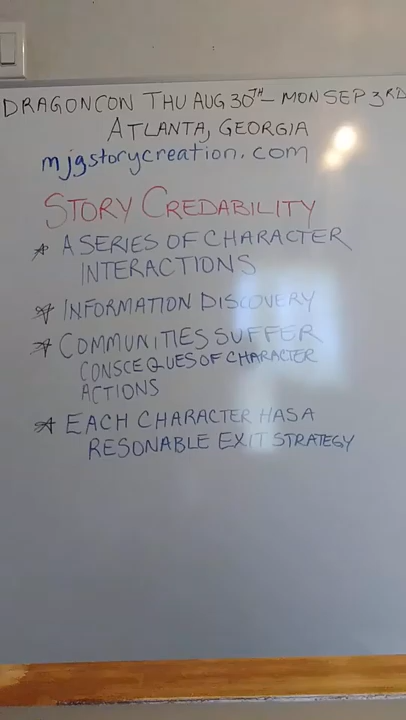 DRAGONCON THU AUG 30TH - MON SEP 3RD
ATLANTA, GEORGIA
mjgstorycreation.com
STORY CREDABILITY
* A SERIES OF CHARACTER
INTERACTIONS
* INFORMATION DISCOVERY
* COMMUNITIES SUFFER
CONSCEQUES OF CHARACTER
ACTIONS
* EACH CHARACTER HAS A
RESONABLE EXIT STRATEGY